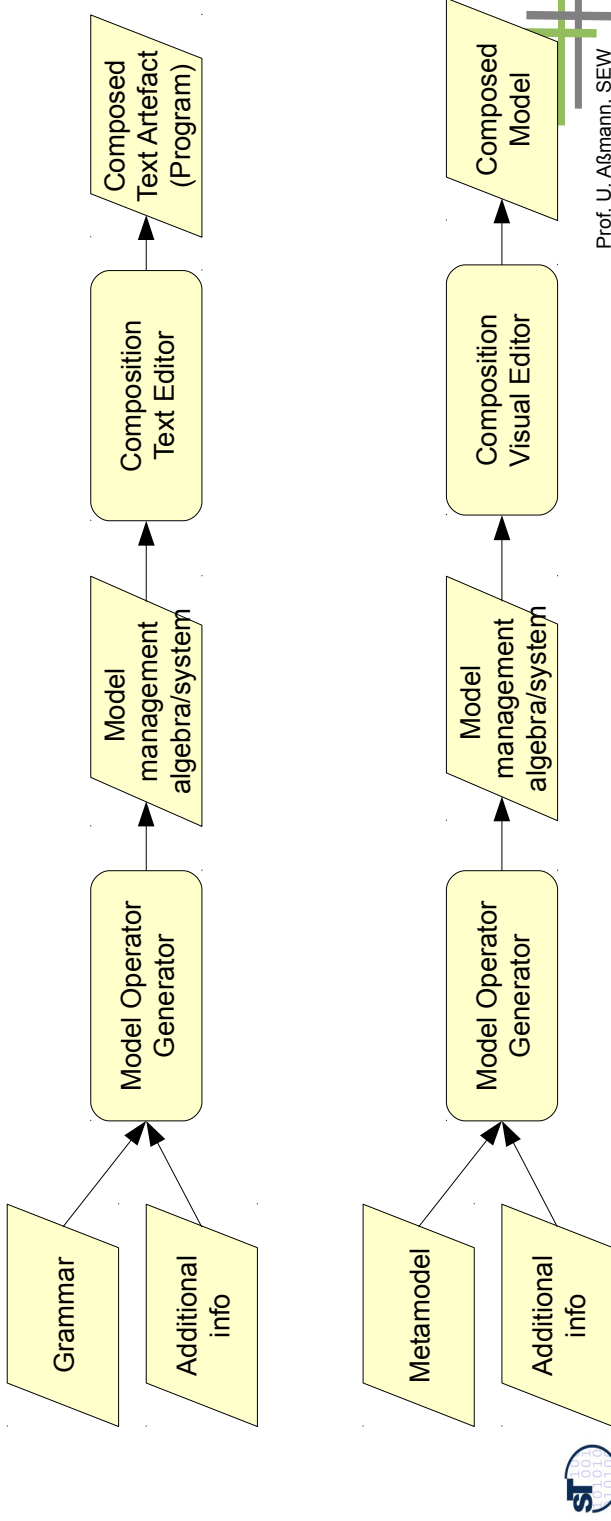 Grammar
Additional
info
Model Operator
Generator
Model
management
algebra/system
Composition
Text Editor
Composed
Text Artefact
(Program)
Metamodel
Additional
info
Model Operator
Generator
Model
management
algebra/system
Composition
Visual Editor
Composed
Model
Prof. U. Aßmann, SEW
ST